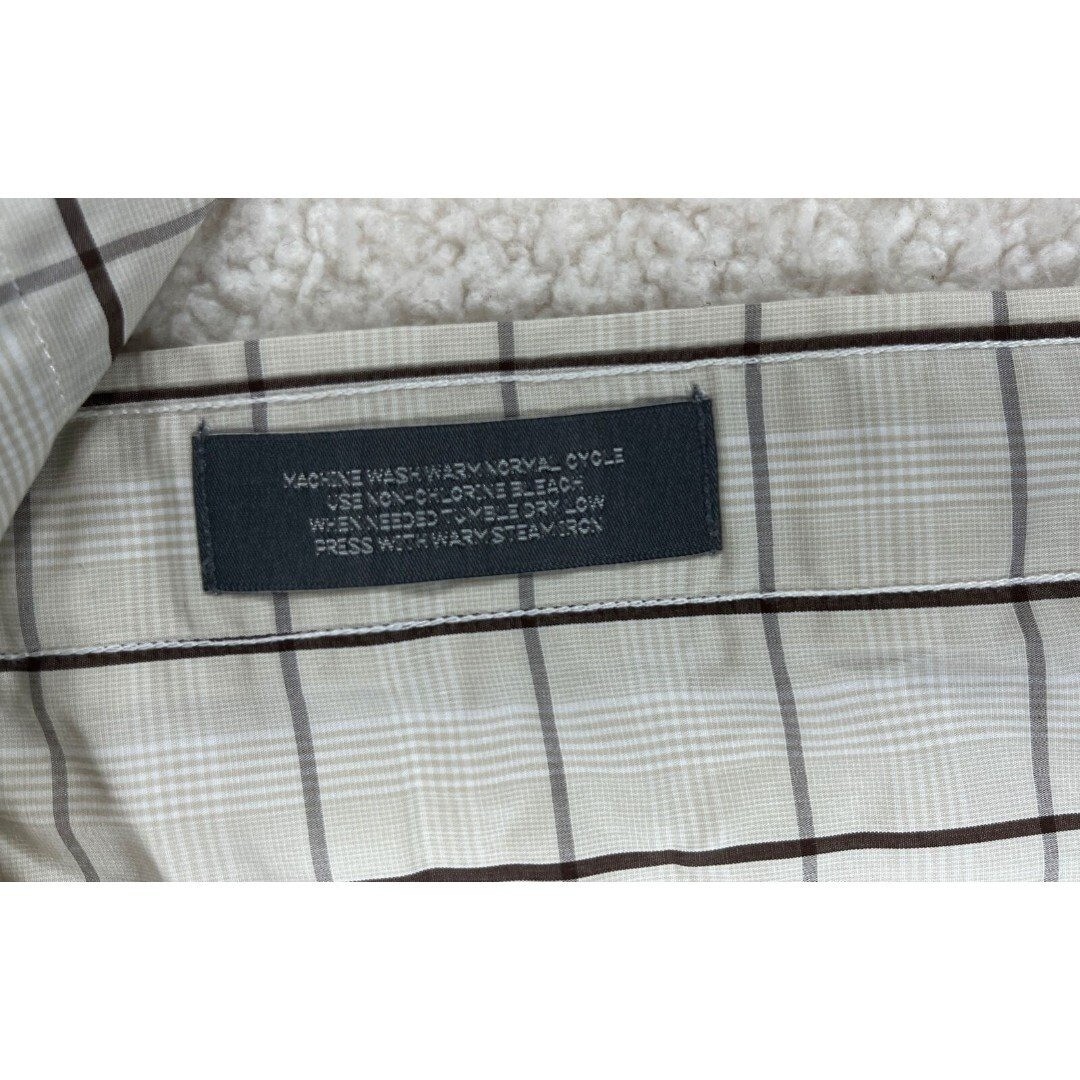 MACHINE WASH WARM NORMAL CYCLE
USE NON-CHLORINE BLEACH
WHEN NEEDED TUMBLE DRY LOW
PRESS WITH WARM STEAM IRON